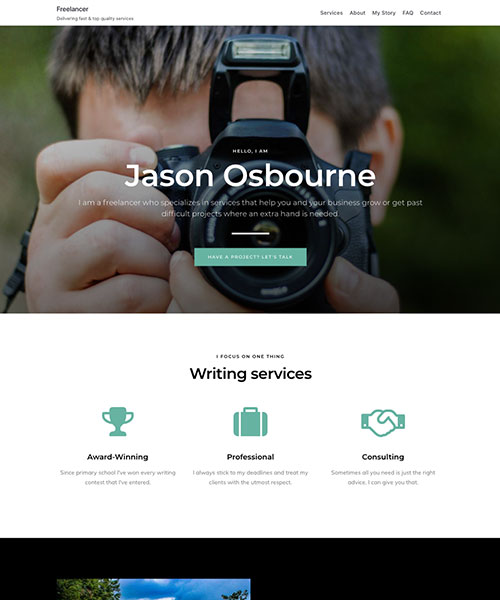 Freelancer
Delivering fast & top quality services
Services About My Story FAQ Contact
HELLO, I AM
Jason Osbourne
I am a freelancer who specializes in services that help you and your business grow or get past
difficult projects where an extra hand is needed.
HAVE A PROJECT? LET'S TALK
I FOCUS ON ONE THING
Writing services
Award-Winning
Since primary school I've won every writing
contest that I've entered.
Professional
I always stick to my deadlines and treat my
clients with the utmost respect.
Consulting
Sometimes all you need is just the right
advice. I can give you that.